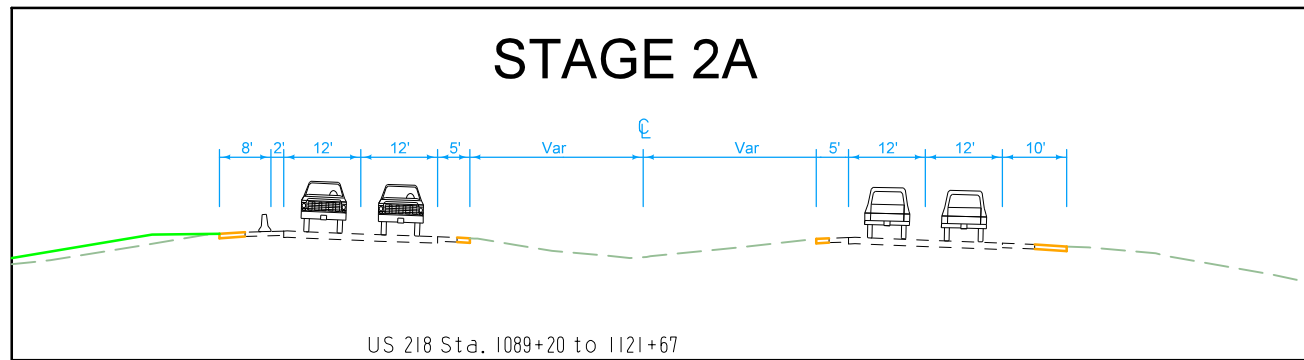 STAGE 2A
℄
8' 2' 12' 12' 5' Var Var 5' 12' 12' 10'
US 218 Sta. 1089+20 to 1121+67